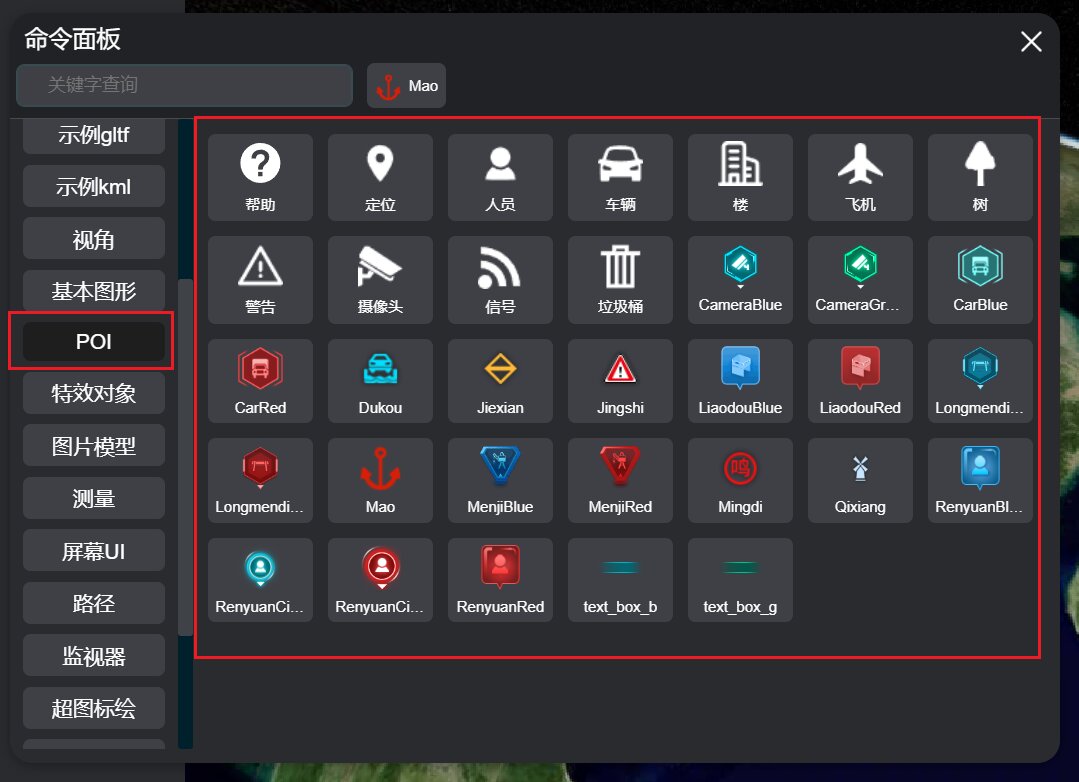 命令面板
关键字查询
Mao
示例gltf
示例kml
视角
基本图形
POI
特效对象
图片模型
测量
屏幕UI
路径
监视器
超图标绘
帮助
定位
人员
车辆
楼
飞机
树
警告
摄像头
信号
垃圾桶
CameraBlue
CameraGr...
CarBlue
CarRed
Dukou
Jiexian
Jingshi
LiaodouBlue
LiaodouRed
Longmendi...
Longmendi...
Mao
MenjiBlue
MenjiRed
鸣
Mingdi
Qixiang
RenyuanBl...
RenyuanCi...
RenyuanCi...
RenyuanRed
text_box_b
text_box_g